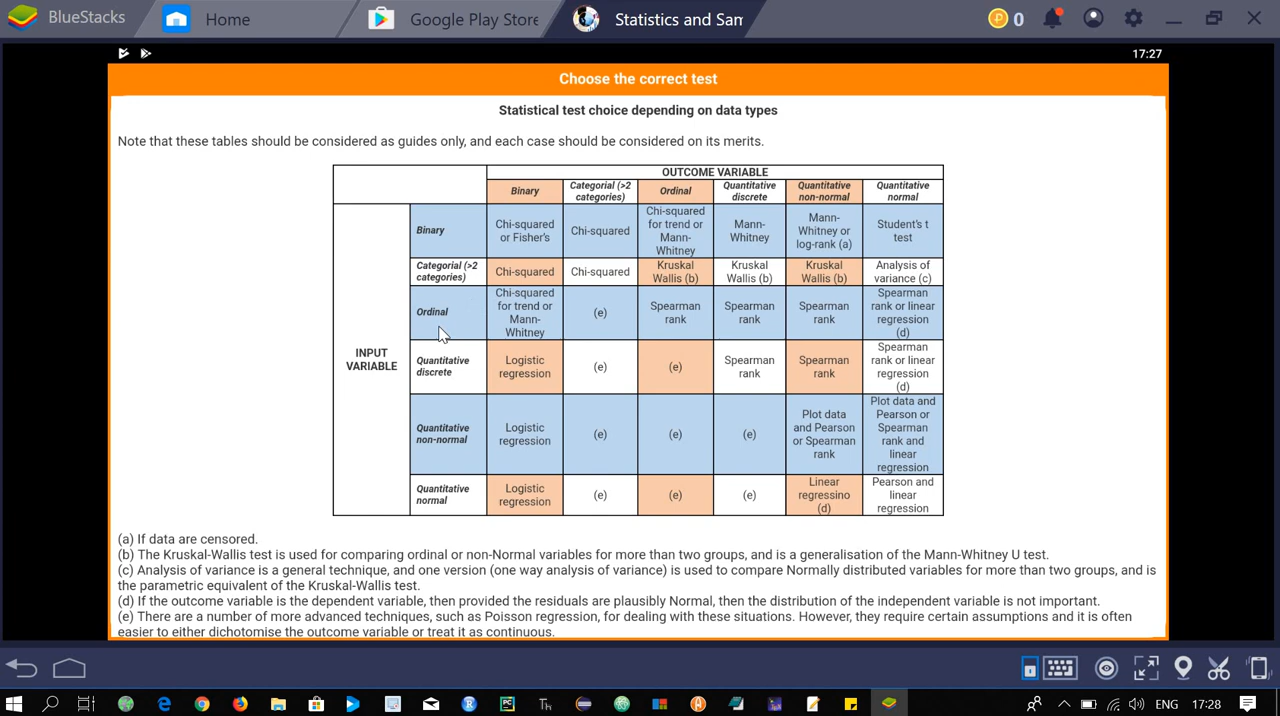 BlueStacks
Home
Google Play Store
Statistics and Sam
0
17:27
Choose the correct test
Statistical test choice depending on data types
Note that these tables should be considered as guides only, and each case should be considered on its merits.
OUTCOME VARIABLE
Binary
Categorial (>2
categories)
Ordinal
Quantitative
discrete
Quantitative
non-normal
Quantitative
normal
INPUT
VARIABLE
Binary
Chi-squared
or Fisher's
Chi-squared
Chi-squared
for trend or
Mann-
Whitney
Mann-
Whitney
Mann-
Whitney or
log-rank (a)
Student's t
test
Categorial (>2
categories)
Chi-squared
Chi-squared
Kruskal
Wallis (b)
Kruskal
Wallis (b)
Kruskal
Wallis (b)
Analysis of
variance (c)
Ordinal
Chi-squared
for trend or
Mann-
Whitney
(e)
Spearman
rank
Spearman
rank
Spearman
rank
Spearman
rank or linear
regression
(d)
Quantitative
discrete
Logistic
regression
(e)
(e)
Spearman
rank
Spearman
rank
Spearman
rank or linear
regression
(d)
Quantitative
non-normal
Logistic
regression
(e)
(e)
(e)
Plot data
and Pearson
or Spearman
rank
Plot data and
Pearson or
Spearman
rank and
linear
regression
Quantitative
normal
Logistic
regression
(e)
(e)
(e)
Linear
regressino
(d)
Pearson and
linear
regression
(a) If data are censored.
(b) The Kruskal-Wallis test is used for comparing ordinal or non-Normal variables for more than two groups, and is a generalisation of the Mann-Whitney U test.
(c) Analysis of variance is a general technique, and one version (one way analysis of variance) is used to compare Normally distributed variables for more than two groups, and is
the parametric equivalent of the Kruskal-Wallis test.
(d) If the outcome variable is the dependent variable, then provided the residuals are plausibly Normal, then the distribution of the independent variable is not important.
(e) There are a number of more advanced techniques, such as Poisson regression, for dealing with these situations. However, they require certain assumptions and it is often
easier to either dichotomise the outcome variable or treat it as continuous.
ENG
17:28